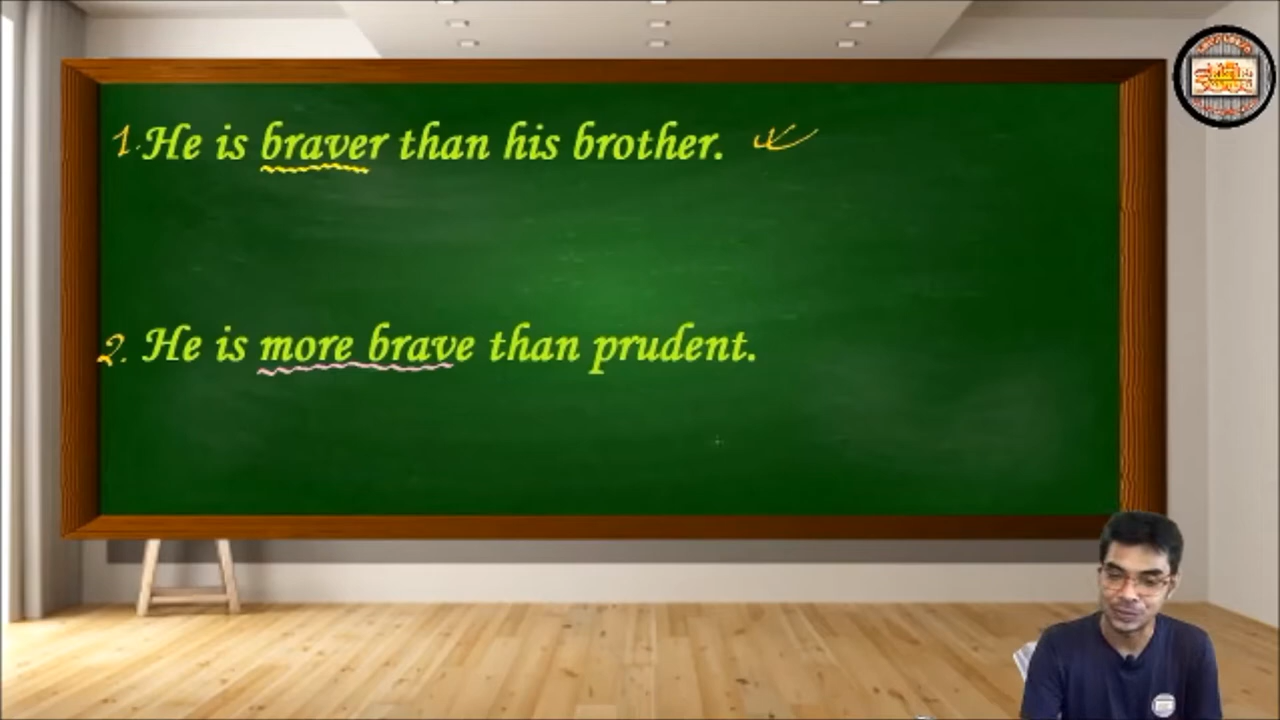 1. He is braver than his brother.
2. He is more brave than prudent.